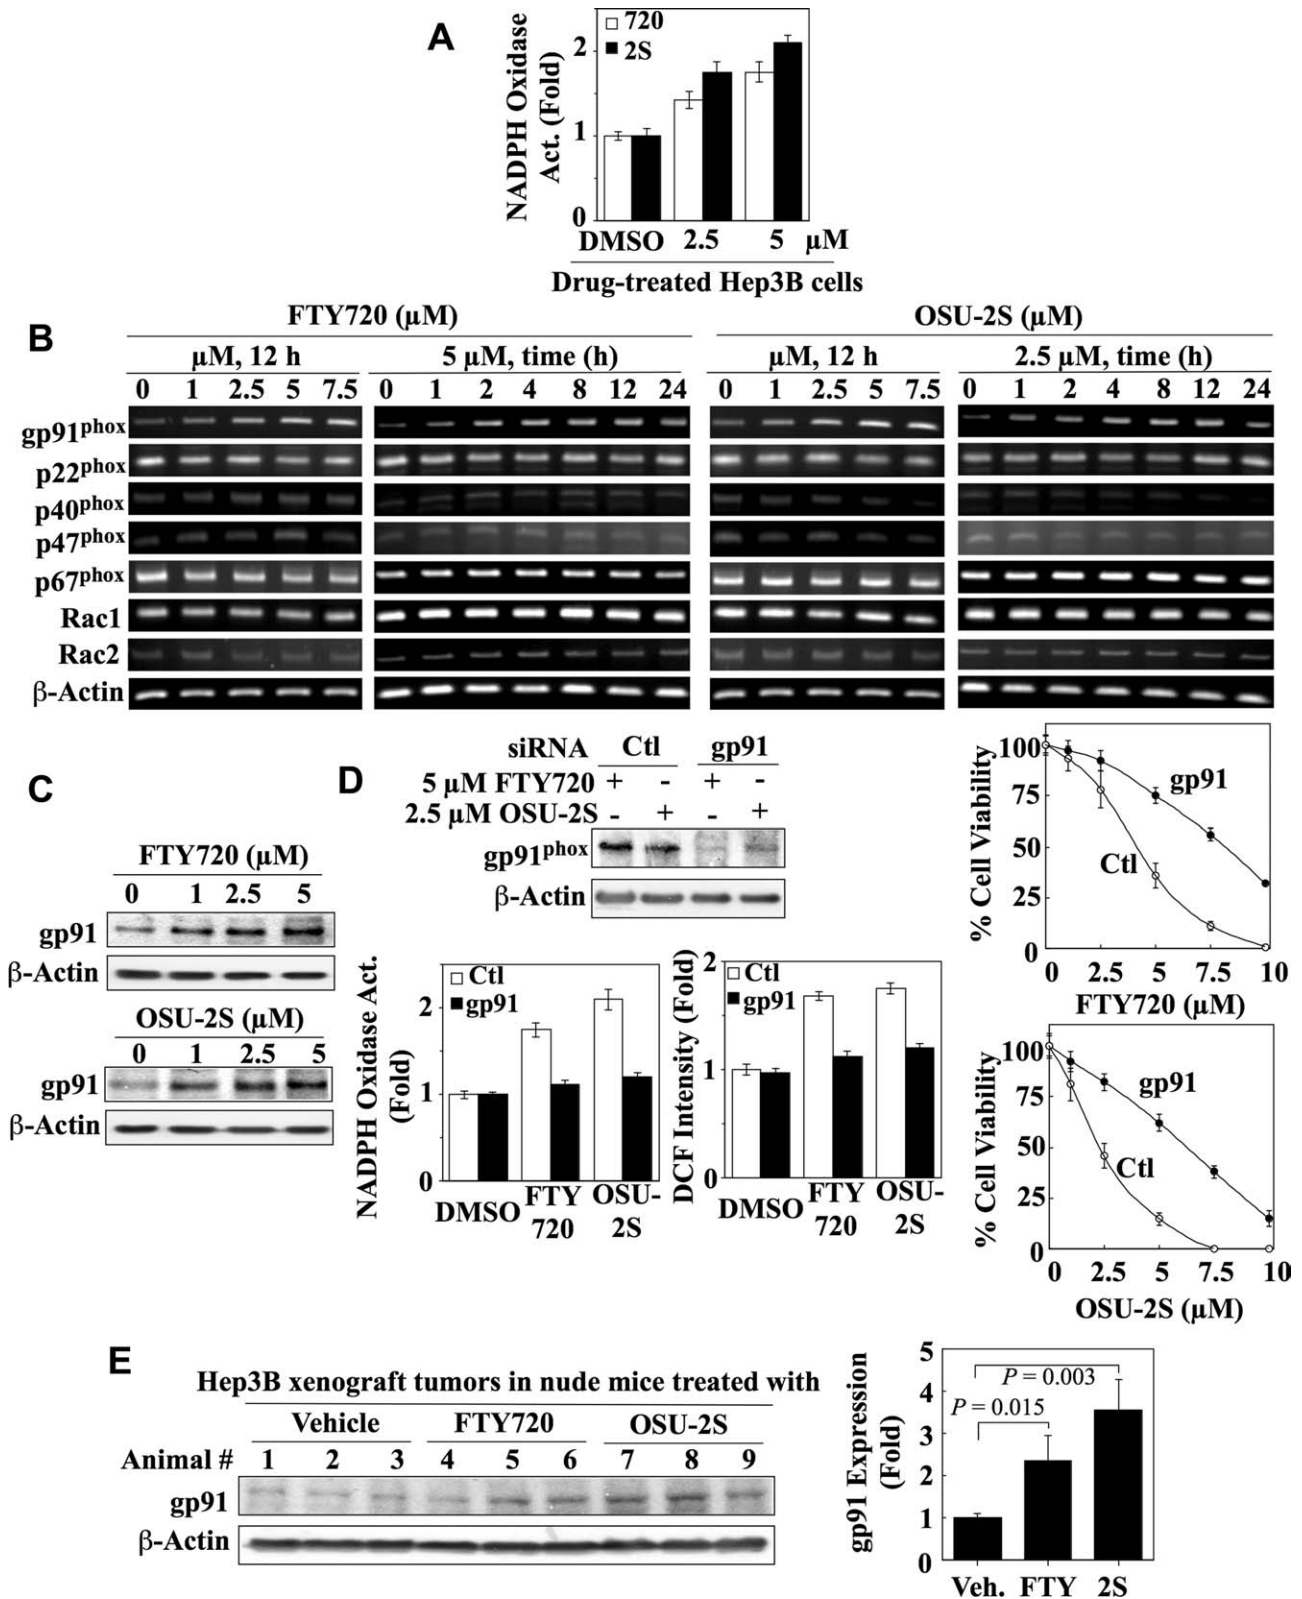 A
NADPH Oxidase
Act. (Fold)
720
2S
2
1
0
DMSO 2.5 5 µM
Drug-treated Hep3B cells
B
FTY720 (µM) OSU-2S (µM)
µM, 12 h 5 µM, time (h) µM, 12 h 2.5 µM, time (h)
0 1 2.5 5 7.5 0 1 2 4 8 12 24 0 1 2.5 5 7.5 0 1 2 4 8 12 24
gp91phox
p22phox
p40phox
p47phox
p67phox
Rac1
Rac2
β-Actin
C
FTY720 (µM)
0 1 2.5 5
gp91
β-Actin
OSU-2S (µM)
0 1 2.5 5
gp91
β-Actin
D
siRNA Ctl gp91
5 µM FTY720 + - + -
2.5 µM OSU-2S - + - +
gp91phox
β-Actin
NADPH Oxidase Act.
(Fold)
Ctl
gp91
2
1
0
DMSO FTY 720 OSU-2S
DCF Intensity (Fold)
Ctl
gp91
2
1
0
DMSO FTY 720 OSU-2S
% Cell Viability
100
75
50
25
0
gp91
Ctl
0 2.5 5 7.5 10
FTY720 (µM)
% Cell Viability
100
75
50
25
0
gp91
Ctl
0 2.5 5 7.5 10
OSU-2S (µM)
E
Hep3B xenograft tumors in nude mice treated with
Vehicle FTY720 OSU-2S
Animal # 1 2 3 4 5 6 7 8 9
gp91
β-Actin
gp91 Expression
(Fold)
5
4
3
2
1
0
P = 0.003
P = 0.015
Veh. FTY 2S